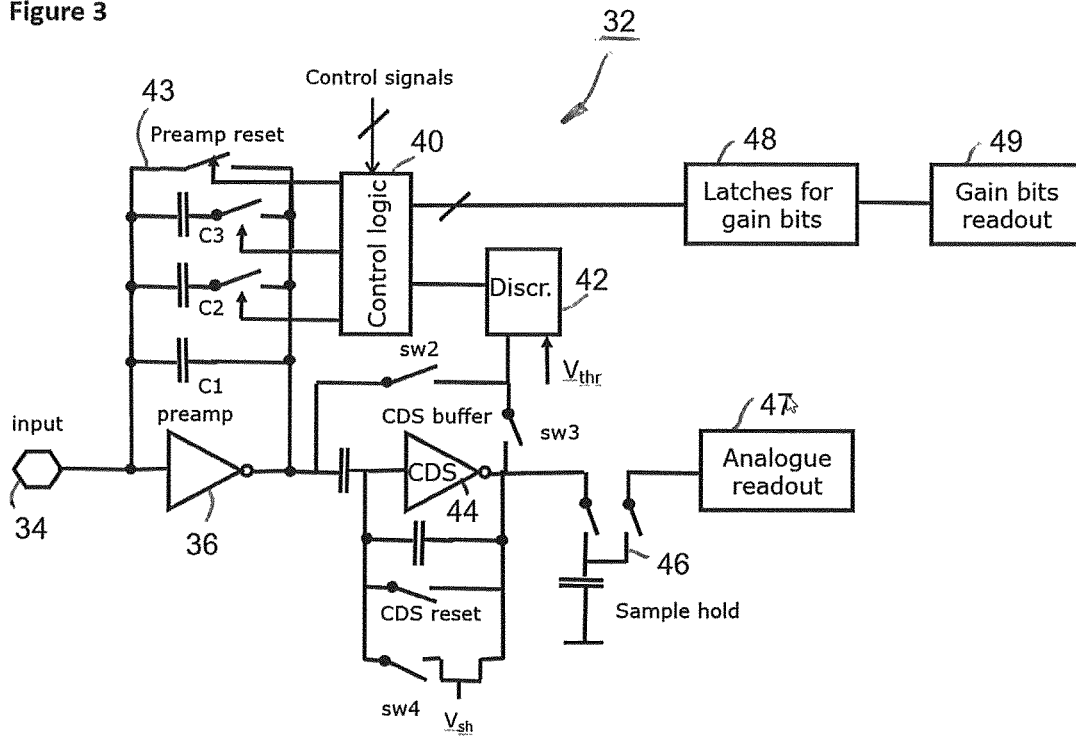 Figure 3
32
Control signals
43
Preamp reset
40
48
49
Control logic
Latches for
gain bits
Gain bits
readout
C3
Discr.
42
C2
sw2
Vthr
C1
preamp
CDS buffer
sw3
47
input
CDS
44
Analogue
readout
34
36
46
CDS reset
Sample hold
sw4
Vsh